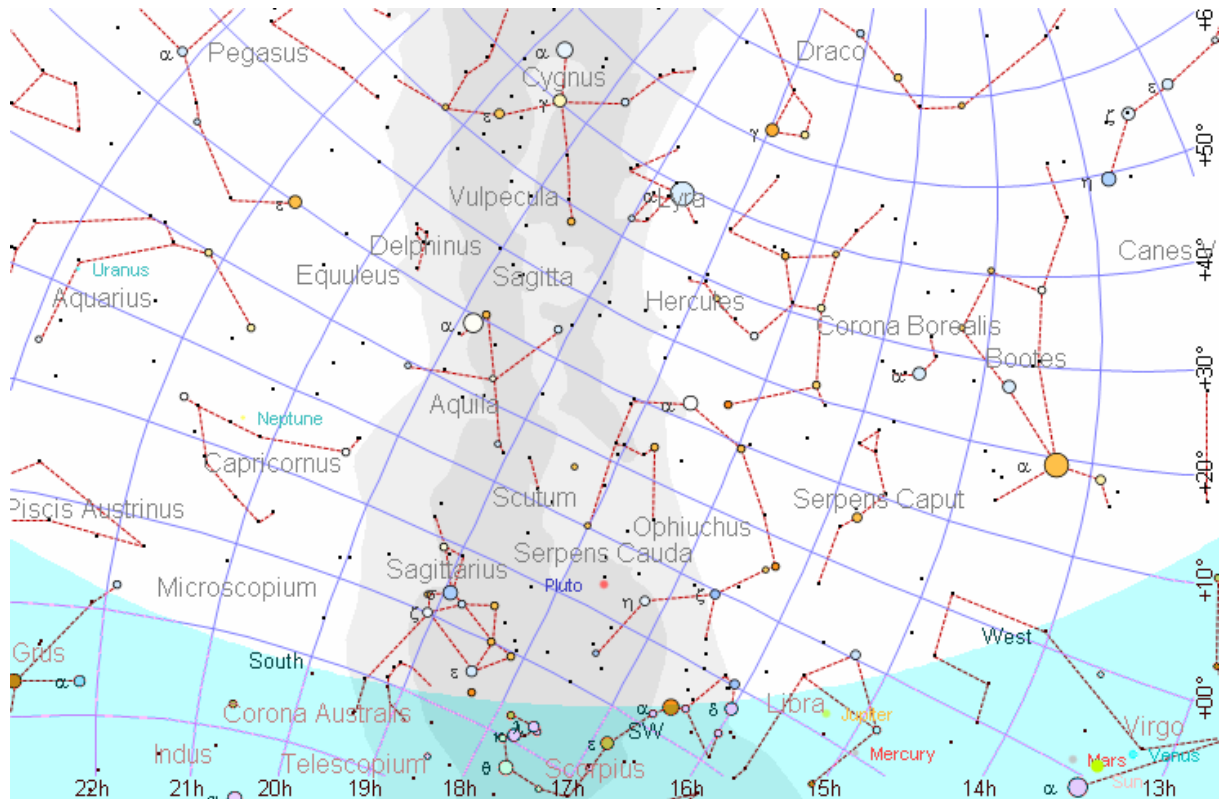 Pegasus
α
α
Cygnus
Draco
+6
ε
γ
ε
ζ
γ
+50°
η
Vulpecula
α
Lyra
ε
Delphinus
Canes V
+40°
Uranus
Equuleus
Sagitta
Aquarius
Hercules
α
Corona Borealis
Bootes
+30°
α
Aquila
α
Neptune
Capricornus
α
+20°
Scutum
Serpens Caput
Piscis Austrinus
Ophiuchus
Serpens Cauda
Sagittarius
+10°
Microscopium
σ
Pluto
η
ζ
ζ
West
Grus
South
ε
α
+00°
Libra
Corona Australis
α
δ
Jupiter
λ
SW
Virgo
κ
ε
Indus
Mercury
Mars
Venus
Telescopium
θ
Scorpius
Sun
22h
21h
α
20h
19h
18h
17h
16h
15h
14h
α
13h